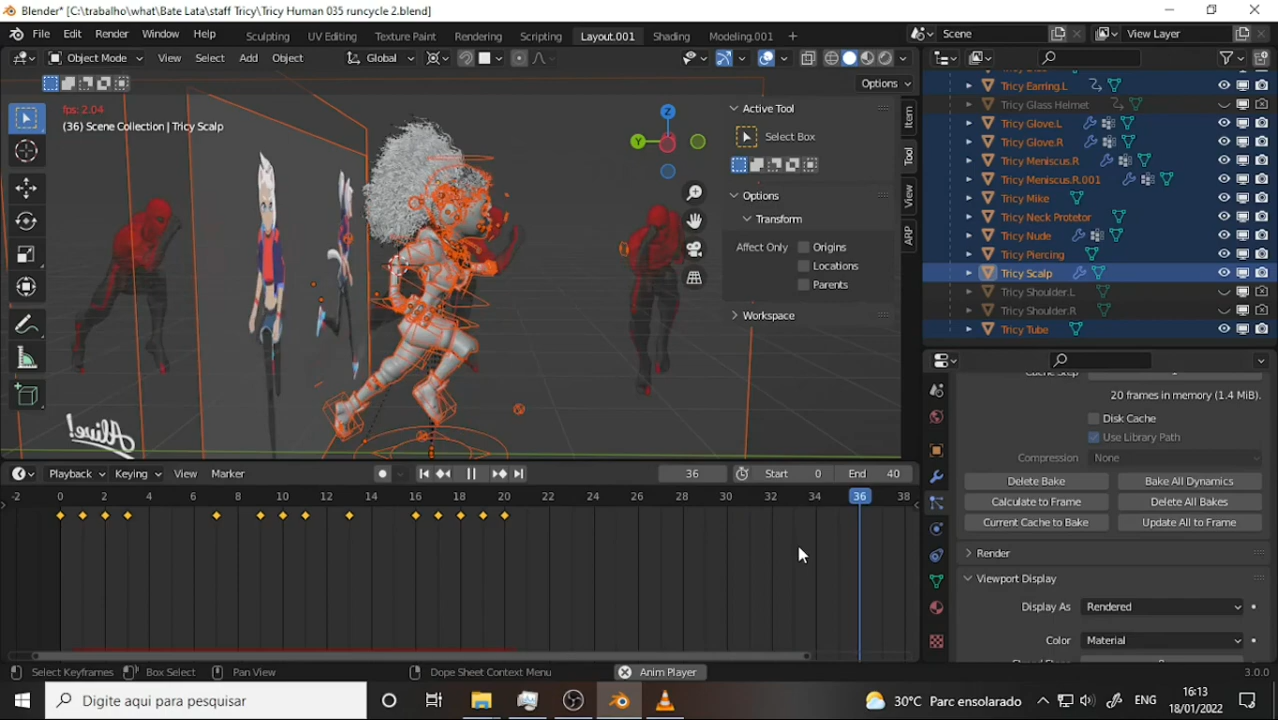 Blender* [C:\trabalho\what\Bate Lata\staff Tricy\Tricy Human 035 runcycle 2.blend]
File Edit Render Window Help Sculpting UV Editing Texture Paint Rendering Scripting Layout.001 Shading Modeling.001 + Scene View Layer
Object Mode View Select Add Object Global
Options
fps: 2.04
(36) Scene Collection | Tricy Scalp
Z
Y
Alive!
Active Tool
Select Box
Options
Transform
Affect Only Origins
Locations
Parents
Workspace
Item
Tool
View
ARP
Tricy Earring.L
Tricy Glass Helmet
Tricy Glove.L
Tricy Glove.R
Tricy Meniscus.R
Tricy Meniscus.R.001
Tricy Mike
Tricy Neck Protetor
Tricy Nude
Tricy Piercing
Tricy Scalp
Tricy Shoulder.L
Tricy Shoulder.R
Tricy Tube
Cache Step
20 frames in memory (1.4 MiB).
Disk Cache
Use Library Path
Compression None
Delete Bake Bake All Dynamics
Calculate to Frame Delete All Bakes
Current Cache to Bake Update All to Frame
Render
Viewport Display
Display As Rendered
Color Material
Playback Keying View Marker 36 Start 0 End 40
-2 0 2 4 6 8 10 12 14 16 18 20 22 24 26 28 30 32 34 36 38
Select Keyframes Box Select Pan View Dope Sheet Context Menu Anim Player 3.0.0
Digite aqui para pesquisar 30°C Parc ensolarado ENG 16:13
18/01/2022